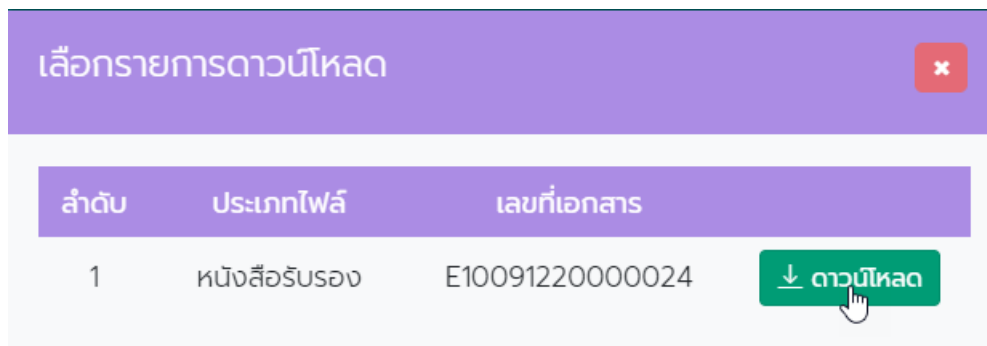 เลือกรายการดาวน์โหลด
ลำดับ ประเภทไฟล์ เลขที่เอกสาร
1 หนังสือรับรอง E10091220000024 ดาวน์โหลด